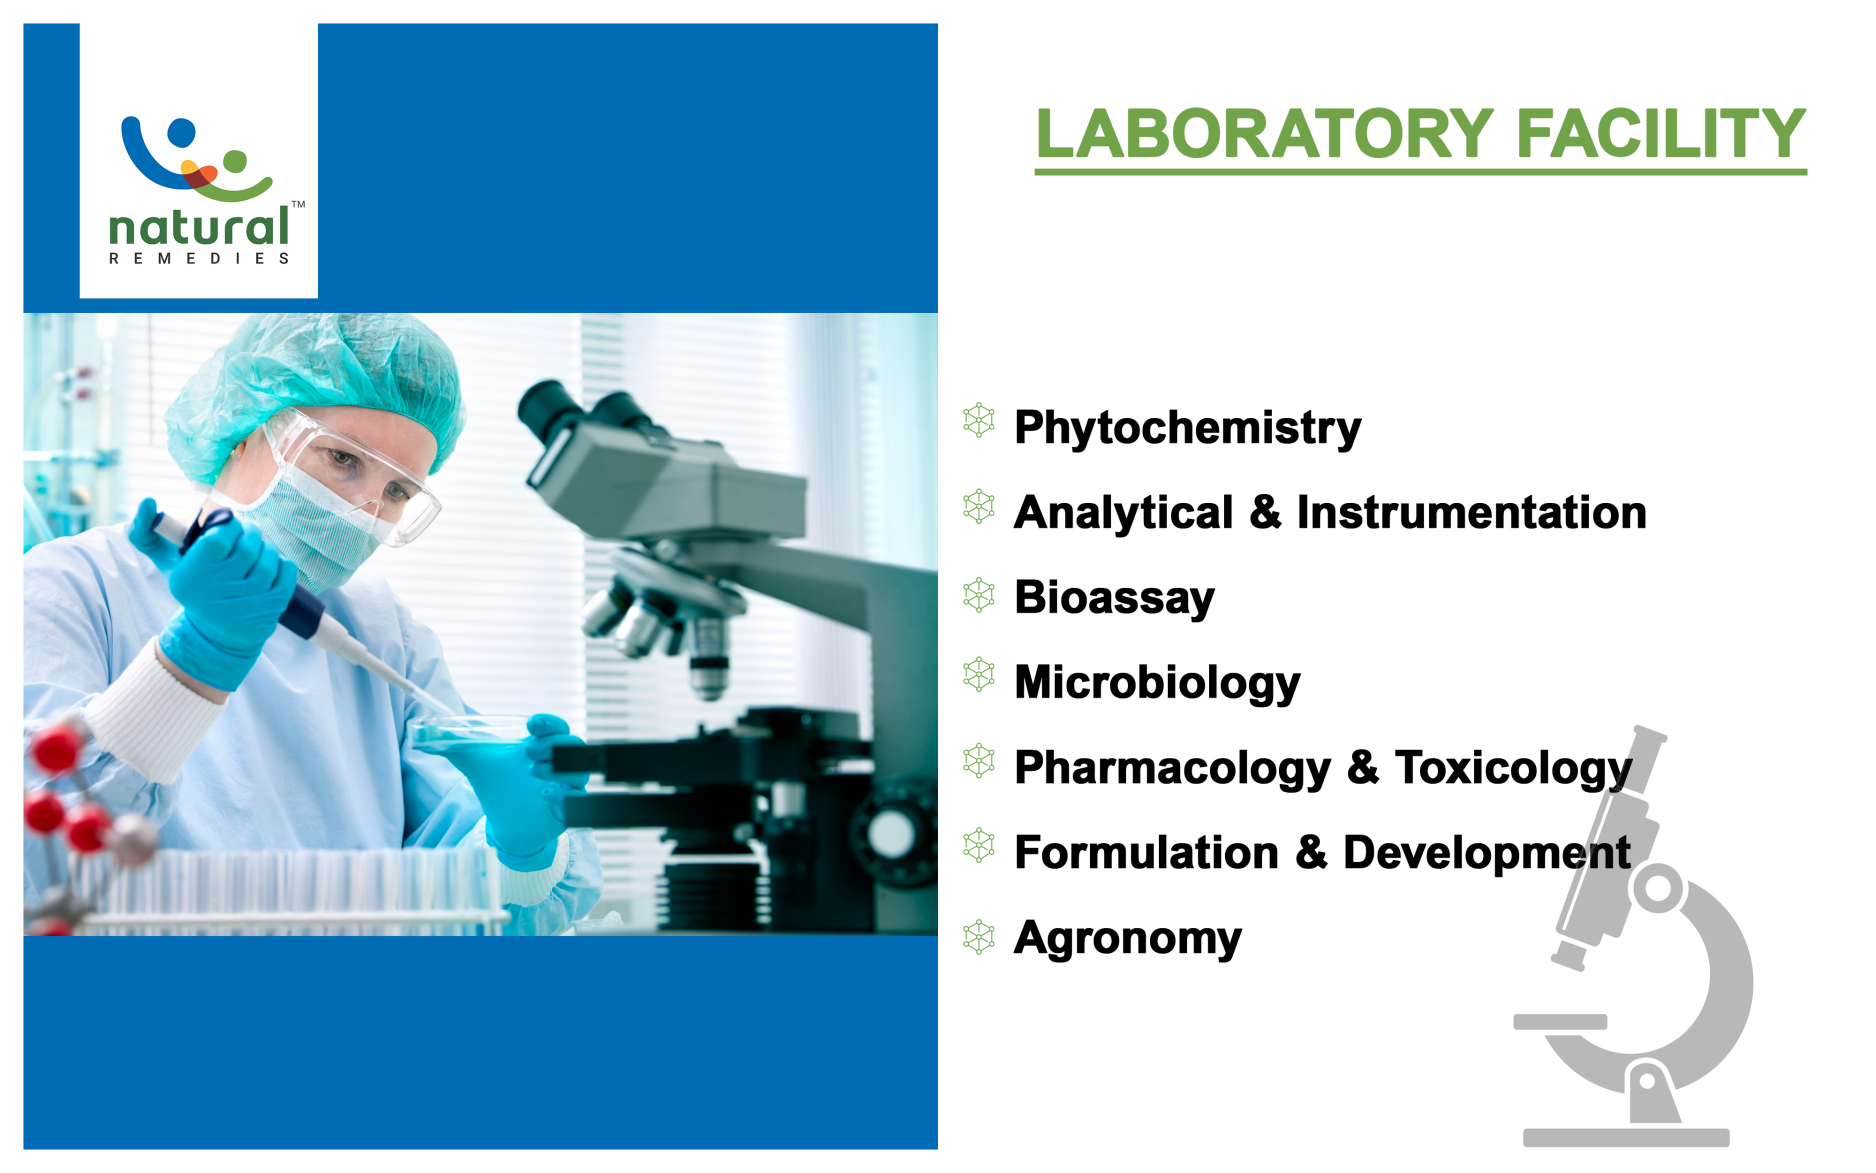 natural™
REMEDIES
LABORATORY FACILITY
Phytochemistry
Analytical & Instrumentation
Bioassay
Microbiology
Pharmacology & Toxicology
Formulation & Development
Agronomy